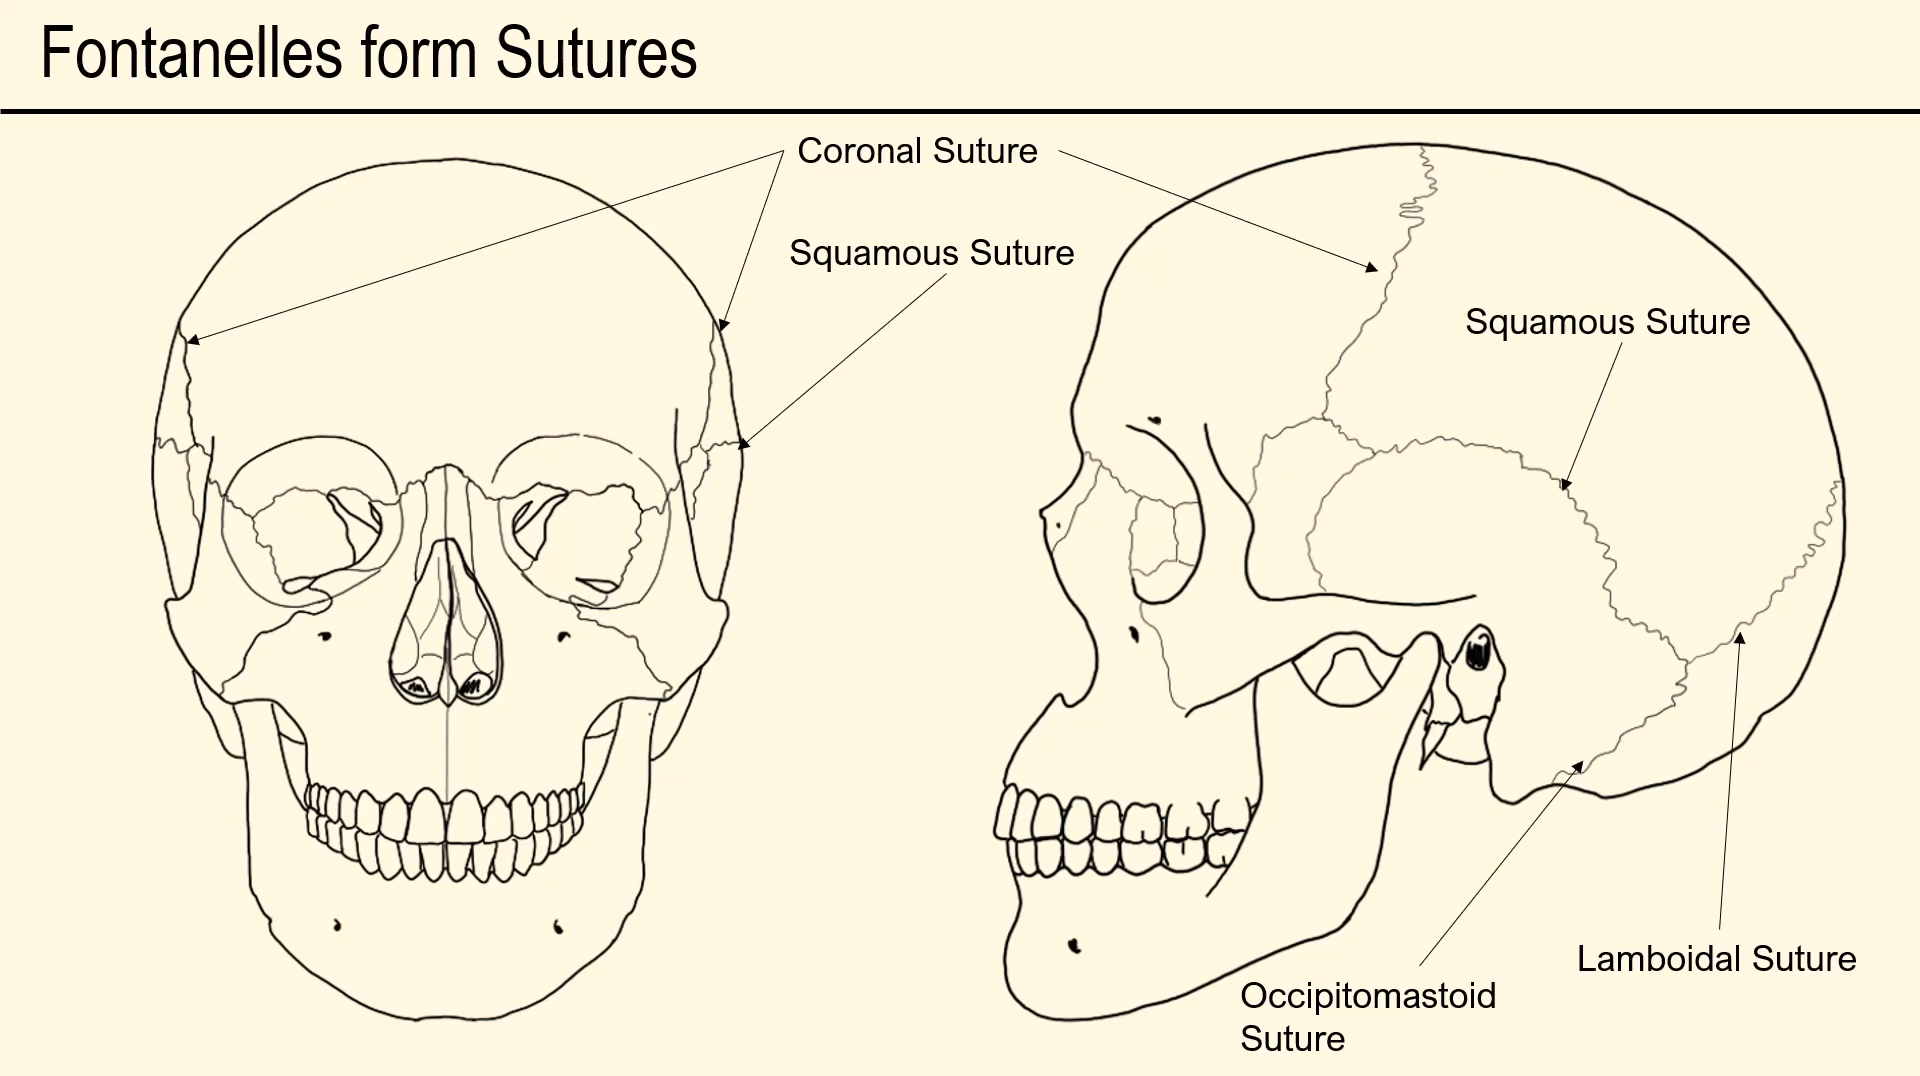 Fontanelles form Sutures
Coronal Suture
Squamous Suture
Squamous Suture
Lamboidal Suture
Occipitomastoid
Suture